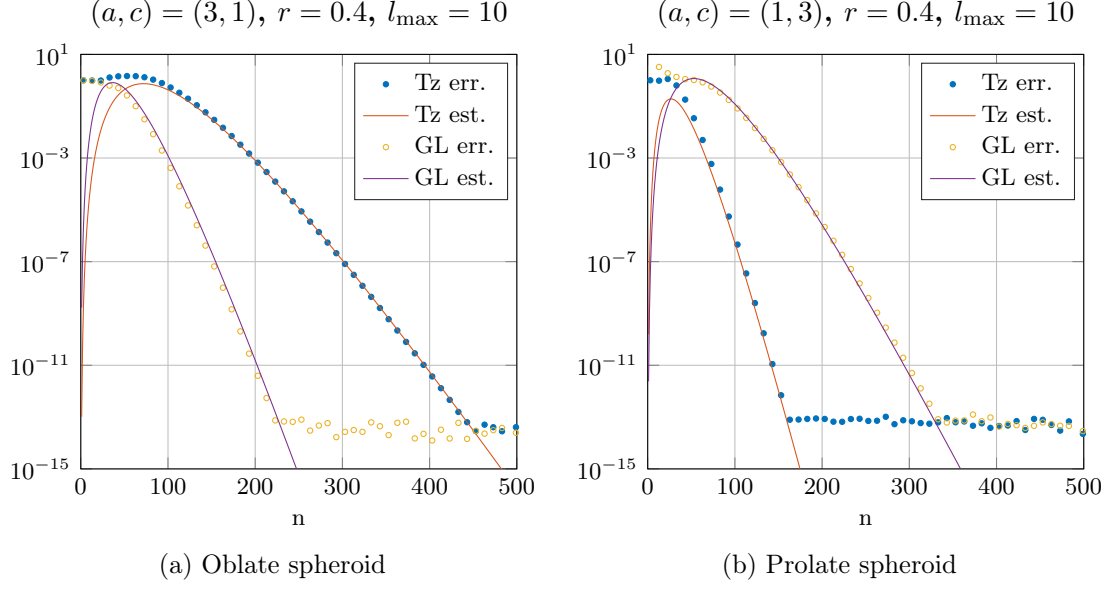 (a, c) = (3, 1), r = 0.4, l_max = 10
10^1
10^−3
10^−7
10^−11
10^−15
0 100 200 300 400 500
n
Tz err.
Tz est.
GL err.
GL est.
(a) Oblate spheroid
(a, c) = (1, 3), r = 0.4, l_max = 10
10^1
10^−3
10^−7
10^−11
10^−15
0 100 200 300 400 500
n
Tz err.
Tz est.
GL err.
GL est.
(b) Prolate spheroid